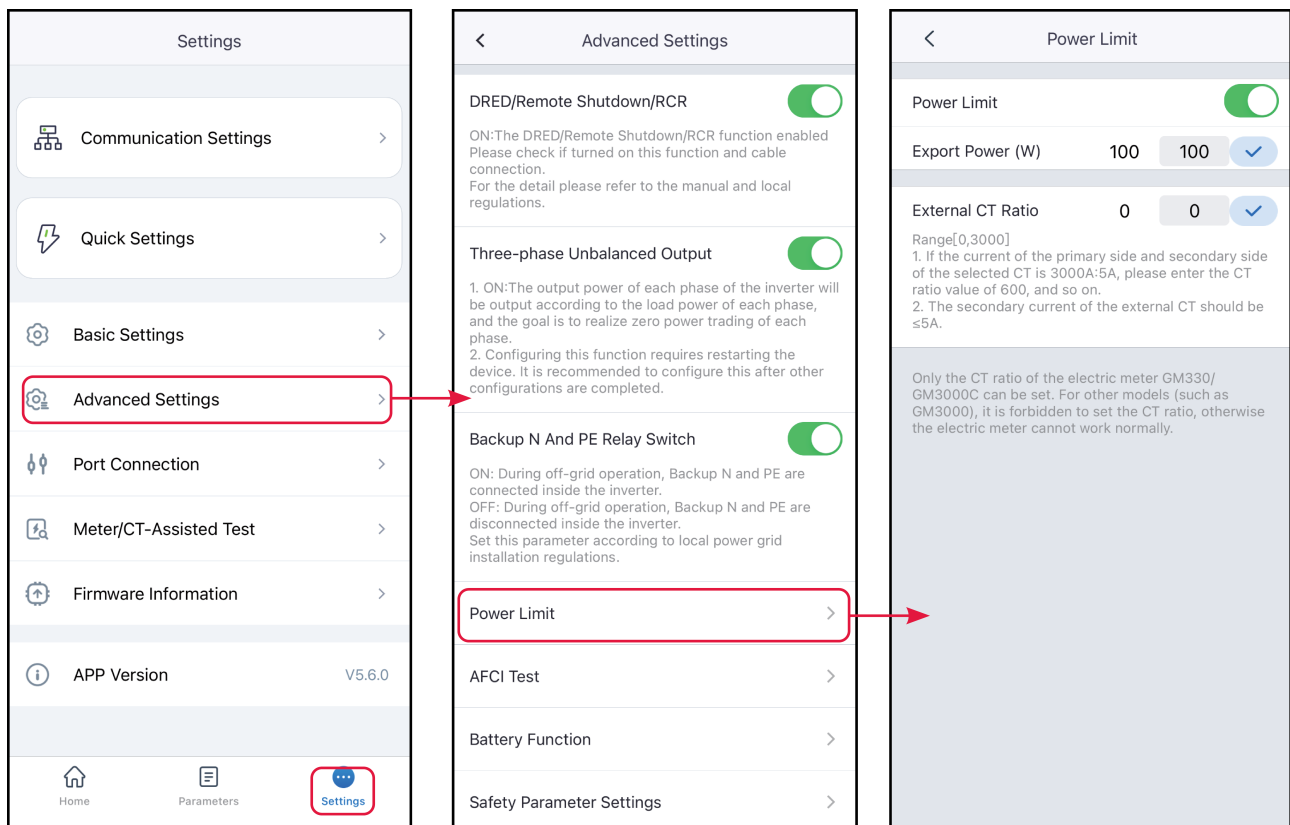 Settings
Communication Settings
Quick Settings
Basic Settings
Advanced Settings
Port Connection
Meter/CT-Assisted Test
Firmware Information
APP Version V5.6.0
Home Parameters Settings
Advanced Settings
DRED/Remote Shutdown/RCR
ON:The DRED/Remote Shutdown/RCR function enabled
Please check if turned on this function and cable
connection.
For the detail please refer to the manual and local
regulations.
Three-phase Unbalanced Output
1. ON:The output power of each phase of the inverter will
be output according to the load power of each phase,
and the goal is to realize zero power trading of each
phase.
2. Configuring this function requires restarting the
device. It is recommended to configure this after other
configurations are completed.
Backup N And PE Relay Switch
ON: During off-grid operation, Backup N and PE are
connected inside the inverter.
OFF: During off-grid operation, Backup N and PE are
disconnected inside the inverter.
Set this parameter according to local power grid
installation regulations.
Power Limit
AFCI Test
Battery Function
Safety Parameter Settings
Power Limit
Power Limit
Export Power (W) 100 100
External CT Ratio 0 0
Range[0,3000]
1. If the current of the primary side and secondary side
of the selected CT is 3000A:5A, please enter the CT
ratio value of 600, and so on.
2. The secondary current of the external CT should be
≤5A.
Only the CT ratio of the electric meter GM330/
GM3000C can be set. For other models (such as
GM3000), it is forbidden to set the CT ratio, otherwise
the electric meter cannot work normally.